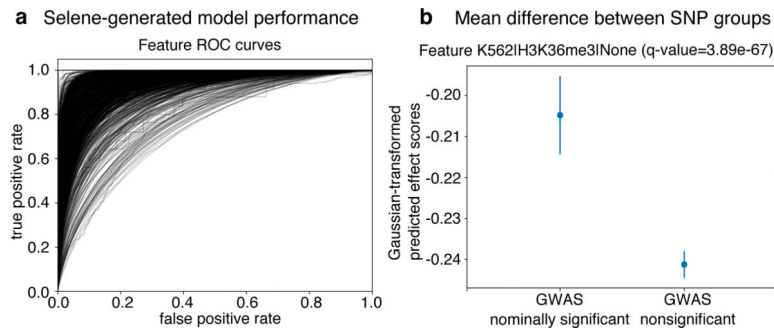 a Selene-generated model performance
Feature ROC curves
1.0
0.8
0.6
0.4
0.2
0.0
true positive rate
0.0 0.2 0.4 0.6 0.8 1.0
false positive rate
b Mean difference between SNP groups
Feature K562|H3K36me3|None (q-value=3.89e-67)
-0.20
-0.21
-0.22
-0.23
-0.24
Gaussian-transformed
predicted effect scores
GWAS
nominally significant
GWAS
nonsignificant